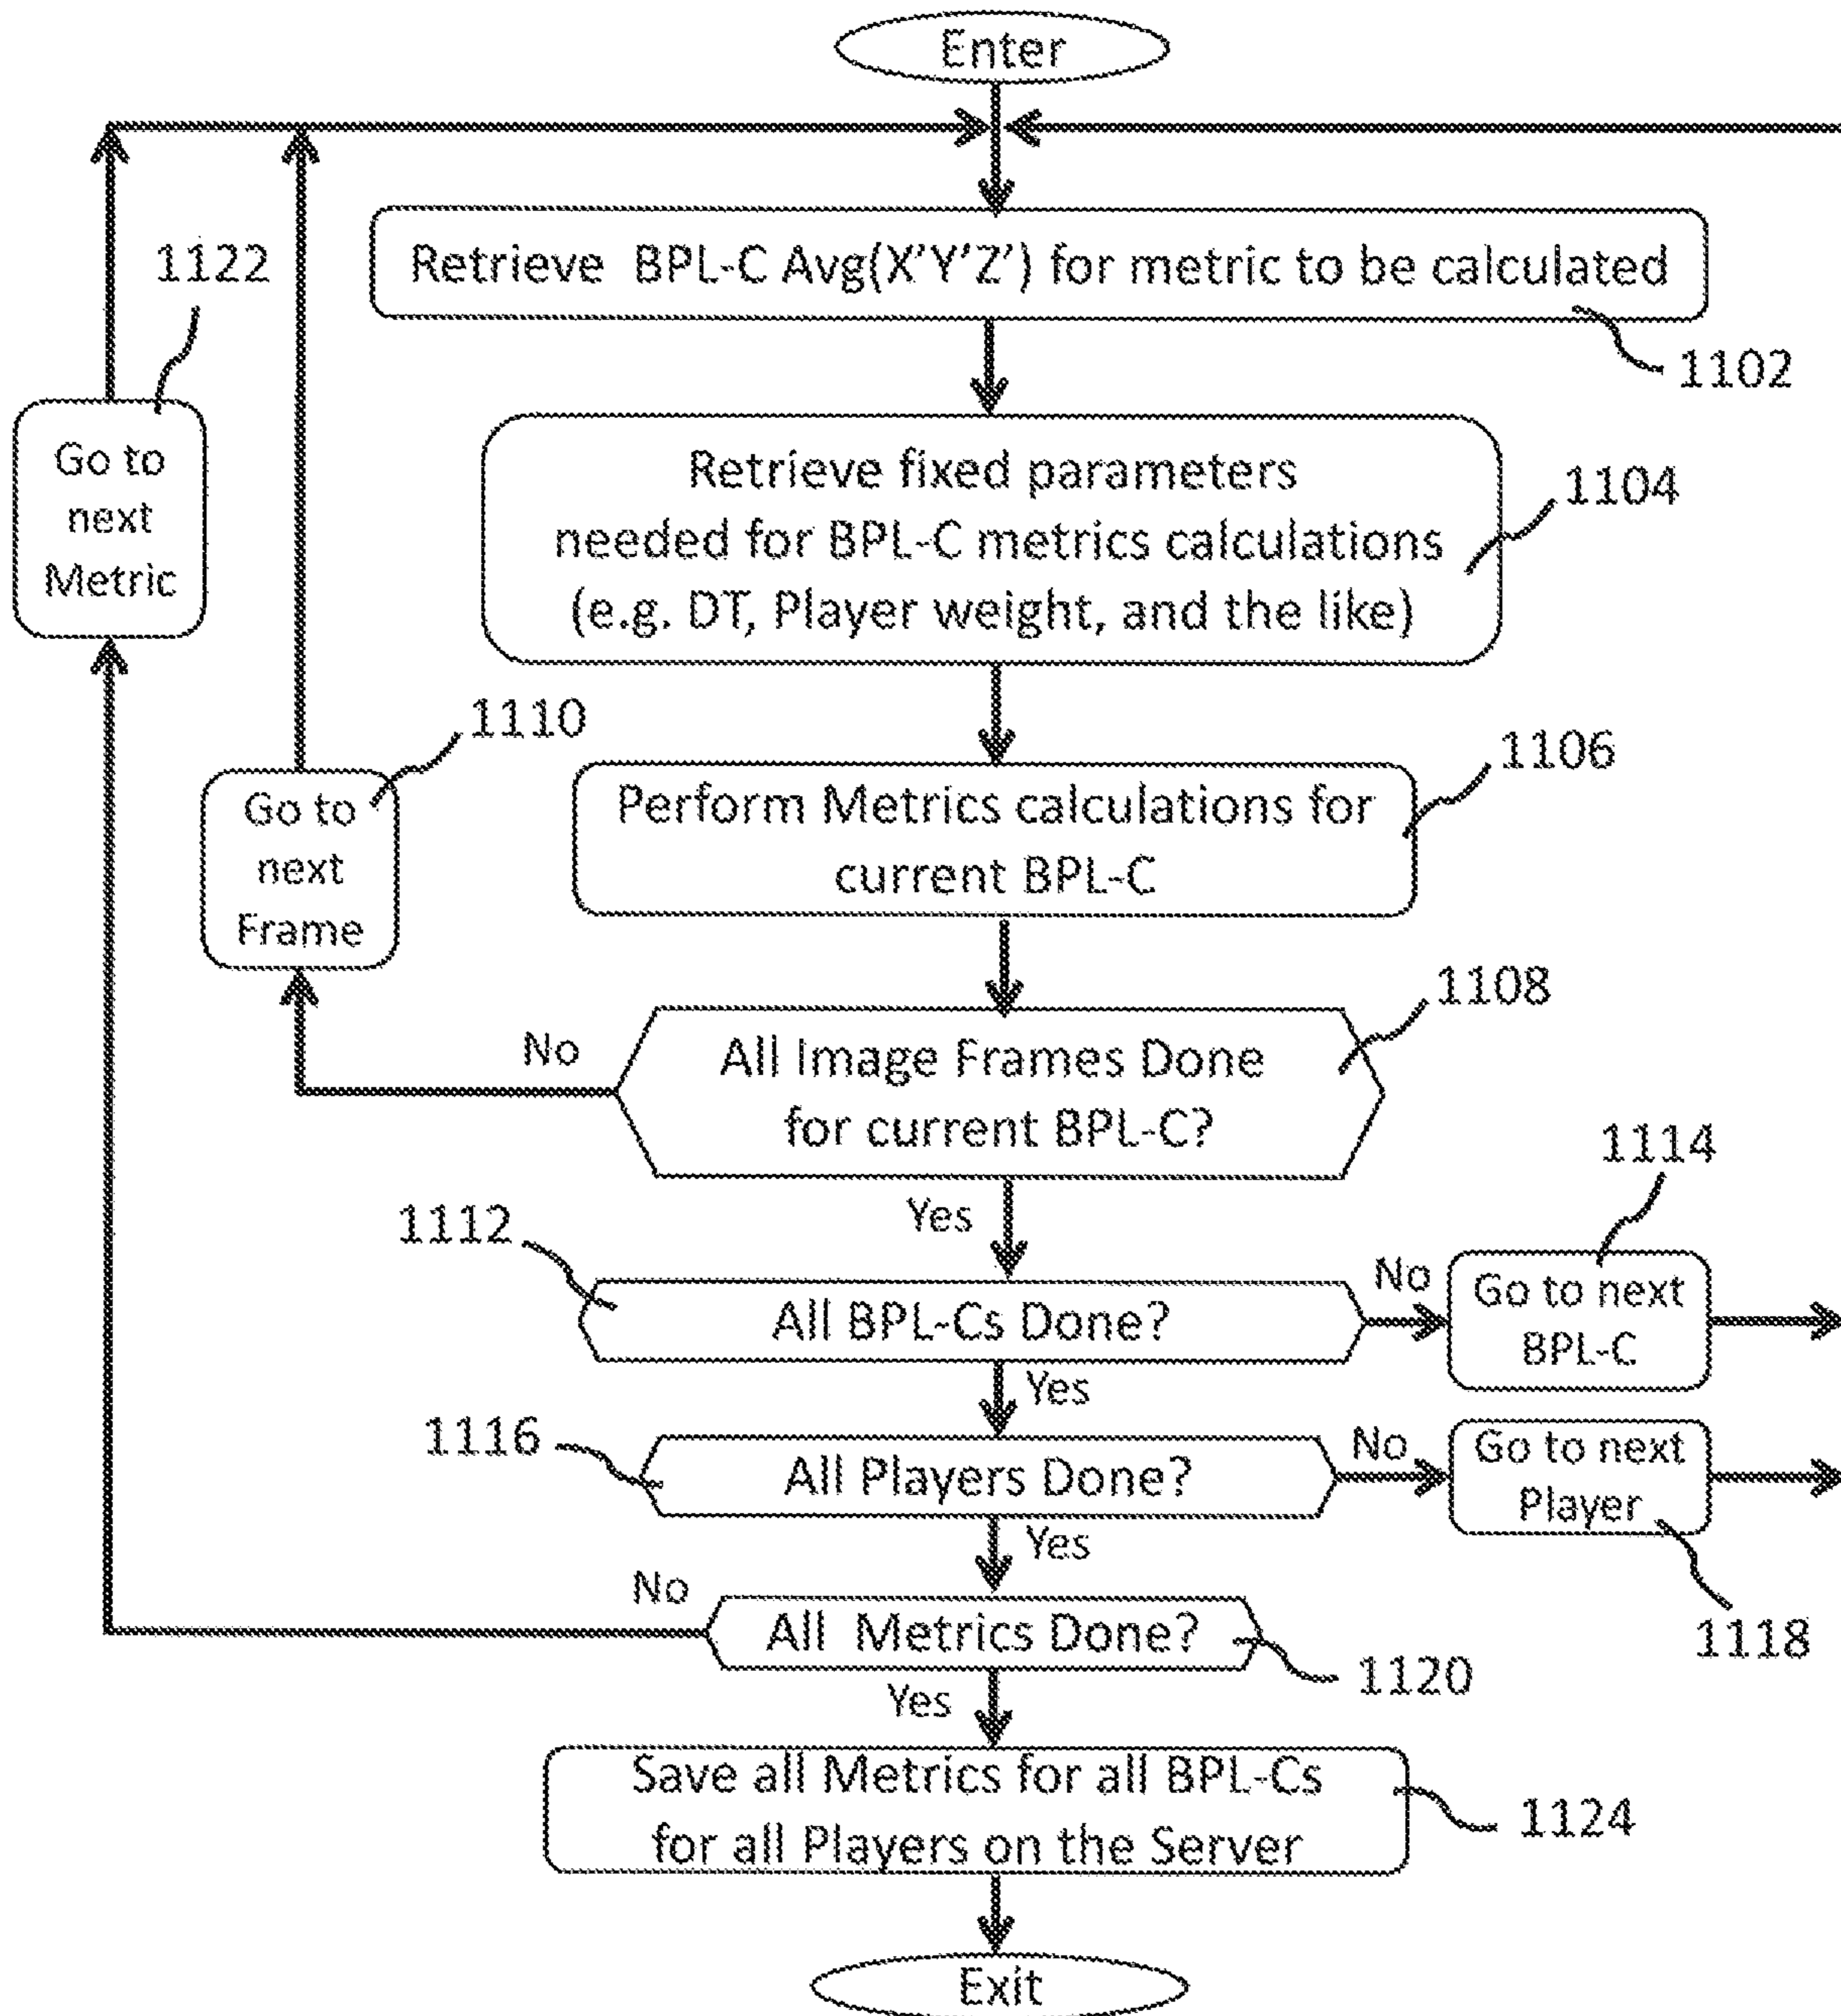 Enter
Retrieve BPL-C Avg(X'Y'Z') for metric to be calculated
1122
1102
Go to
next
Metric
Retrieve fixed parameters
needed for BPL-C metrics calculations
(e.g. DT, Player weight, and the like)
1104
1110
Go to
next
Frame
Perform Metrics calculations for
current BPL-C
1106
1108
No
All Image Frames Done
for current BPL-C?
Yes
1114
1112
All BPL-Cs Done?
No
Go to next
BPL-C
Yes
1116
All Players Done?
No
Go to next
Player
Yes
1118
No
All Metrics Done?
1120
Yes
Save all Metrics for all BPL-Cs
for all Players on the Server
1124
Exit